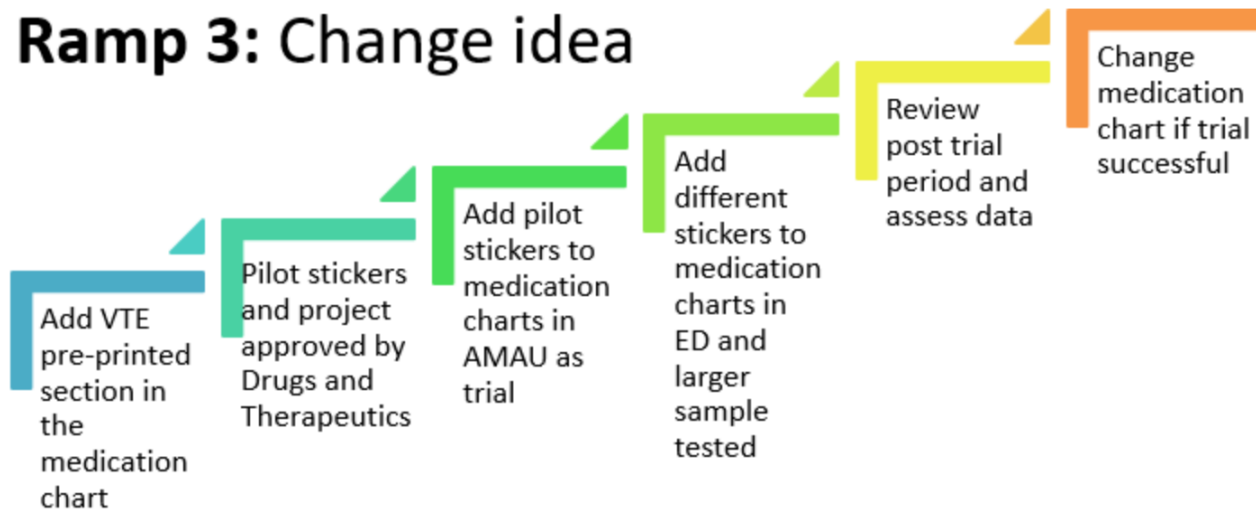 Ramp 3: Change idea
Add VTE
pre-printed
section in
the
medication
chart
Pilot stickers
and project
approved by
Drugs and
Therapeutics
Add pilot
stickers to
medication
charts in
AMAU as
trial
Add
different
stickers to
medication
charts in
ED and
larger
sample
tested
Review
post trial
period and
assess data
Change
medication
chart if trial
successful